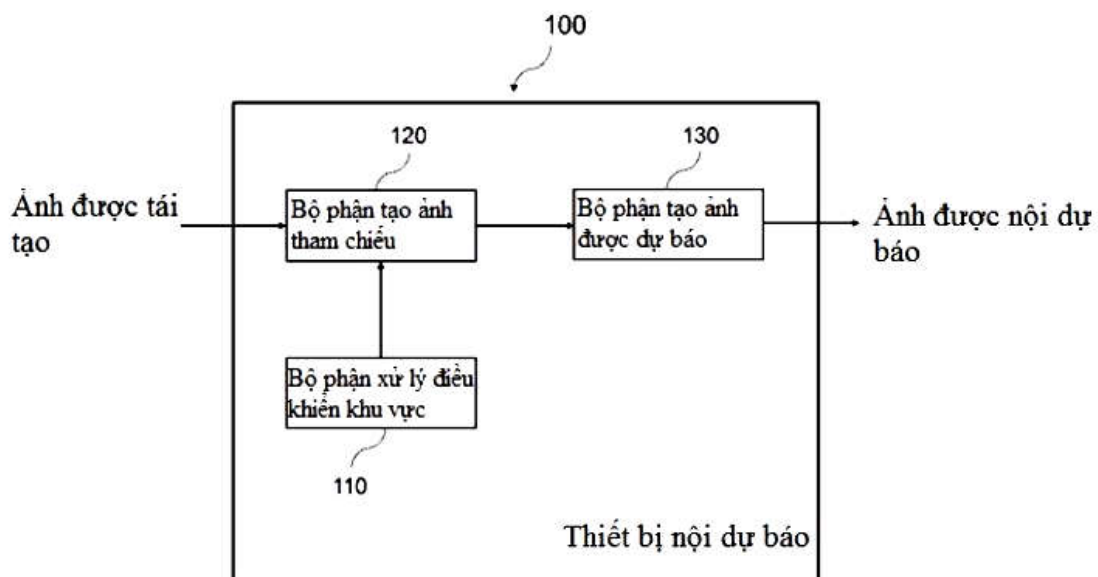 100
120
130
Ảnh được tái
tạo
Bộ phận tạo ảnh
tham chiếu
Bộ phận tạo ảnh
được dự báo
Ảnh được nội dự
báo
Bộ phận xử lý điều
khiển khu vực
110
Thiết bị nội dự báo